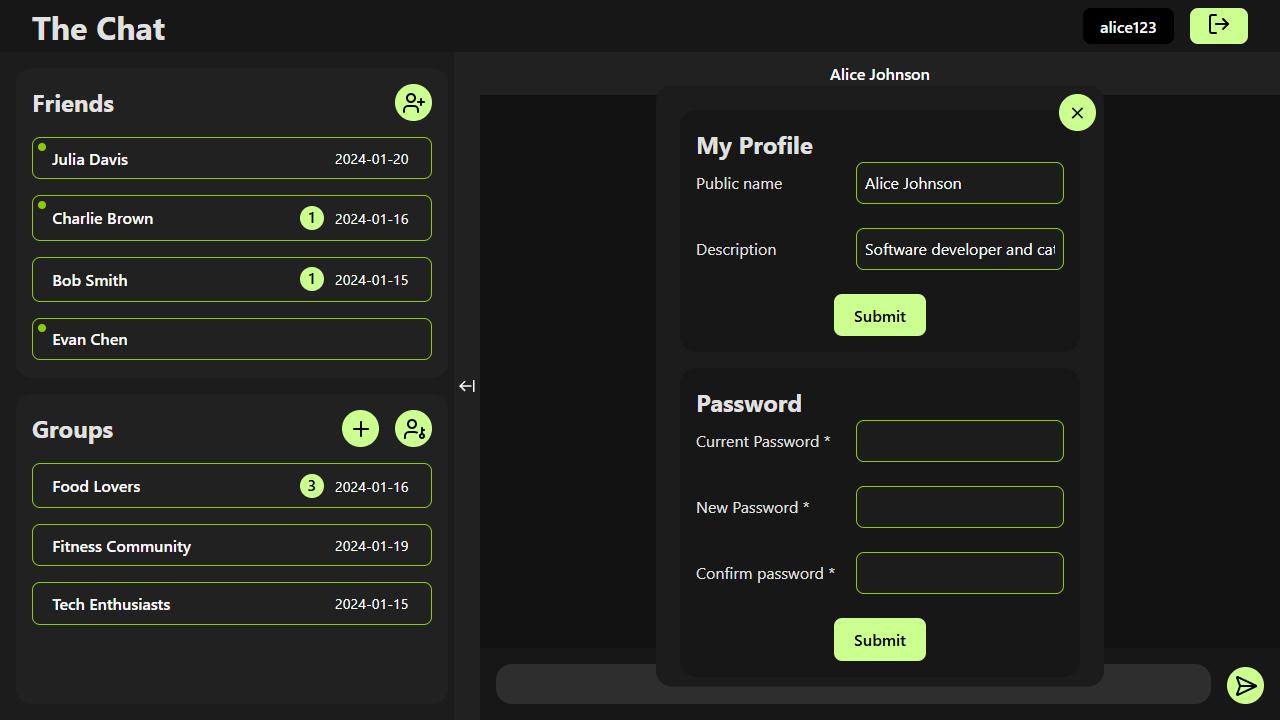 The Chat
alice123
Friends
Julia Davis 2024-01-20
Charlie Brown 1 2024-01-16
Bob Smith 1 2024-01-15
Evan Chen
Groups
Food Lovers 3 2024-01-16
Fitness Community 2024-01-19
Tech Enthusiasts 2024-01-15
Alice Johnson
My Profile
Public name Alice Johnson
Description Software developer and cat
Submit
Password
Current Password *
New Password *
Confirm password *
Submit